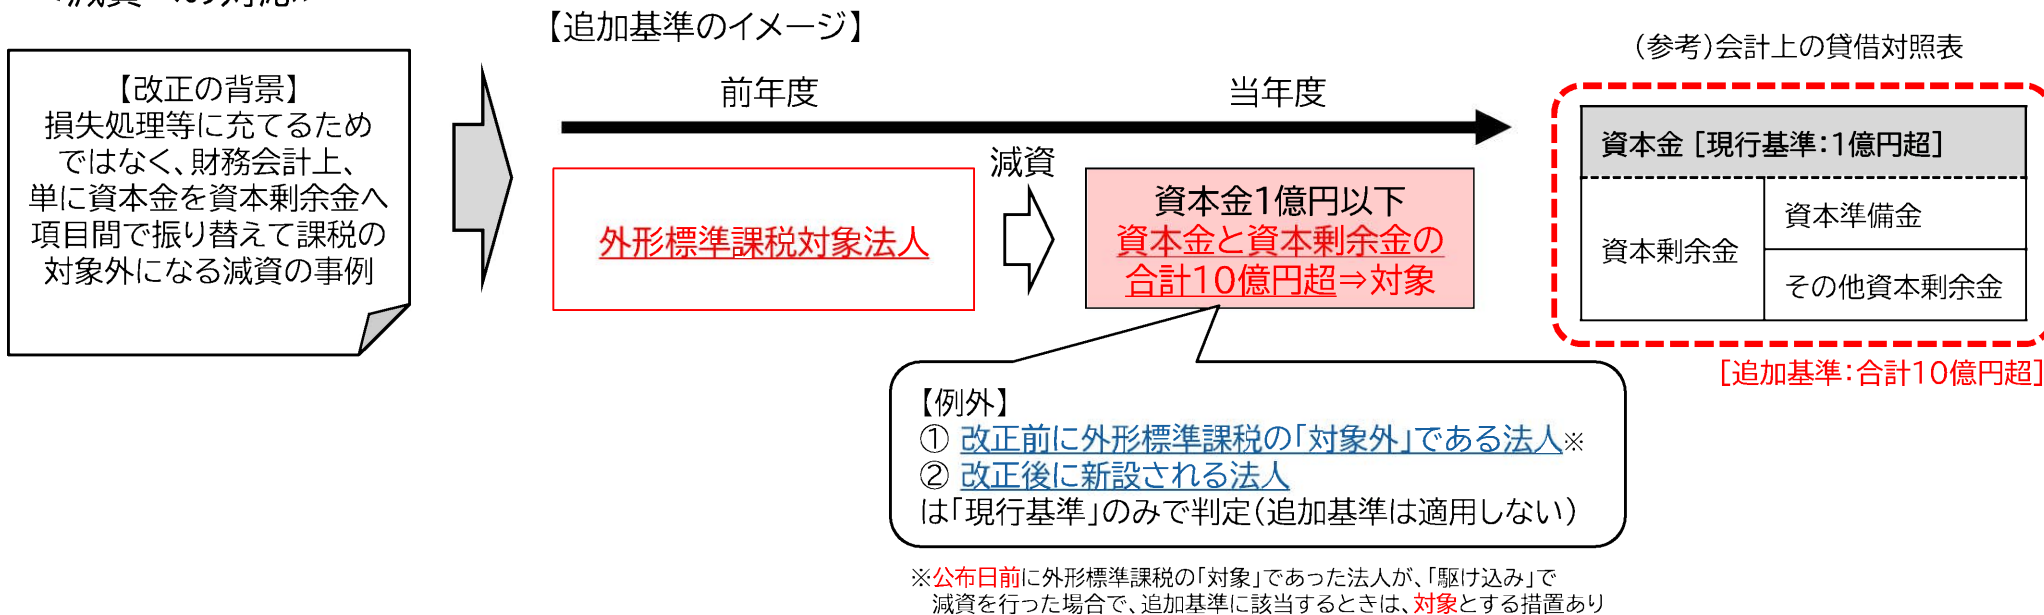 【追加基準のイメージ】
【改正の背景】
損失処理等に充てるため
ではなく、財務会計上、
単に資本金を資本剰余金へ
項目間で振り替えて課税の
対象外になる減資の事例
前年度
当年度
外形標準課税対象法人
減資
資本金1億円以下
資本金と資本剰余金の
合計10億円超⇒対象
【例外】
① 改正前に外形標準課税の「対象外」である法人※
② 改正後に新設される法人
は「現行基準」のみで判定(追加基準は適用しない)
※公布日前に外形標準課税の「対象」であった法人が、「駆け込み」で
減資を行った場合で、追加基準に該当するときは、対象とする措置あり
(参考)会計上の貸借対照表
資本金 [現行基準:1億円超]
資本剰余金
資本準備金
その他資本剰余金
[追加基準:合計10億円超]